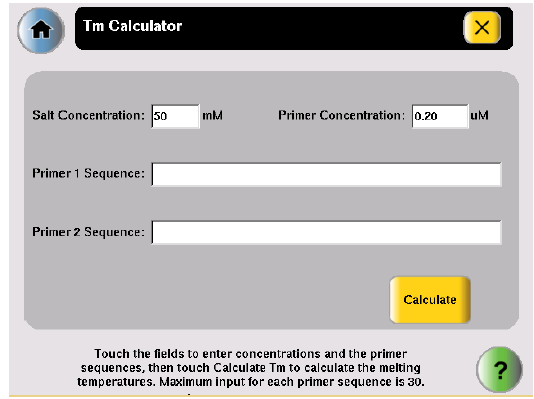 Tm Calculator
Salt Concentration: 50 mM Primer Concentration: 0.20 uM
Primer 1 Sequence:
Primer 2 Sequence:
Calculate
Touch the fields to enter concentrations and the primer
sequences, then touch Calculate Tm to calculate the melting
temperatures. Maximum input for each primer sequence is 30.
?